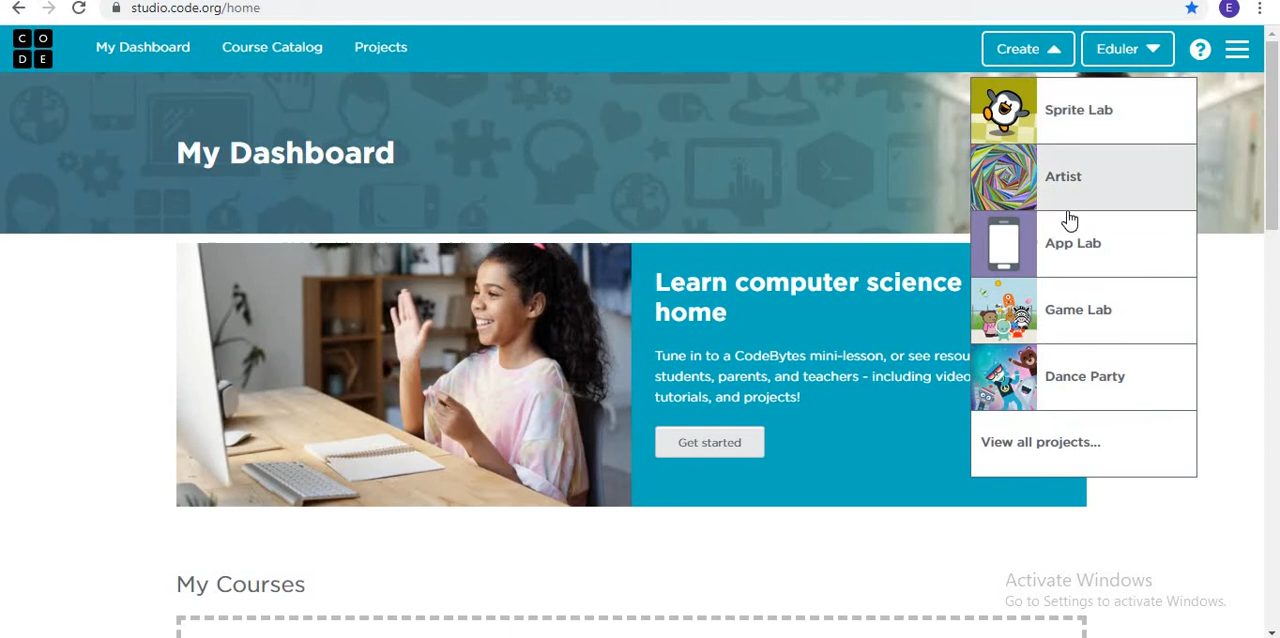 studio.code.org/home
E
C O
D E
My Dashboard
Course Catalog
Projects
Create
Eduler
?
My Dashboard
Sprite Lab
Artist
App Lab
Game Lab
Dance Party
View all projects...
Learn computer science
home
Tune in to a CodeBytes mini-lesson, or see resou
students, parents, and teachers - including video
tutorials, and projects!
Get started
My Courses
Activate Windows
Go to Settings to activate Windows.